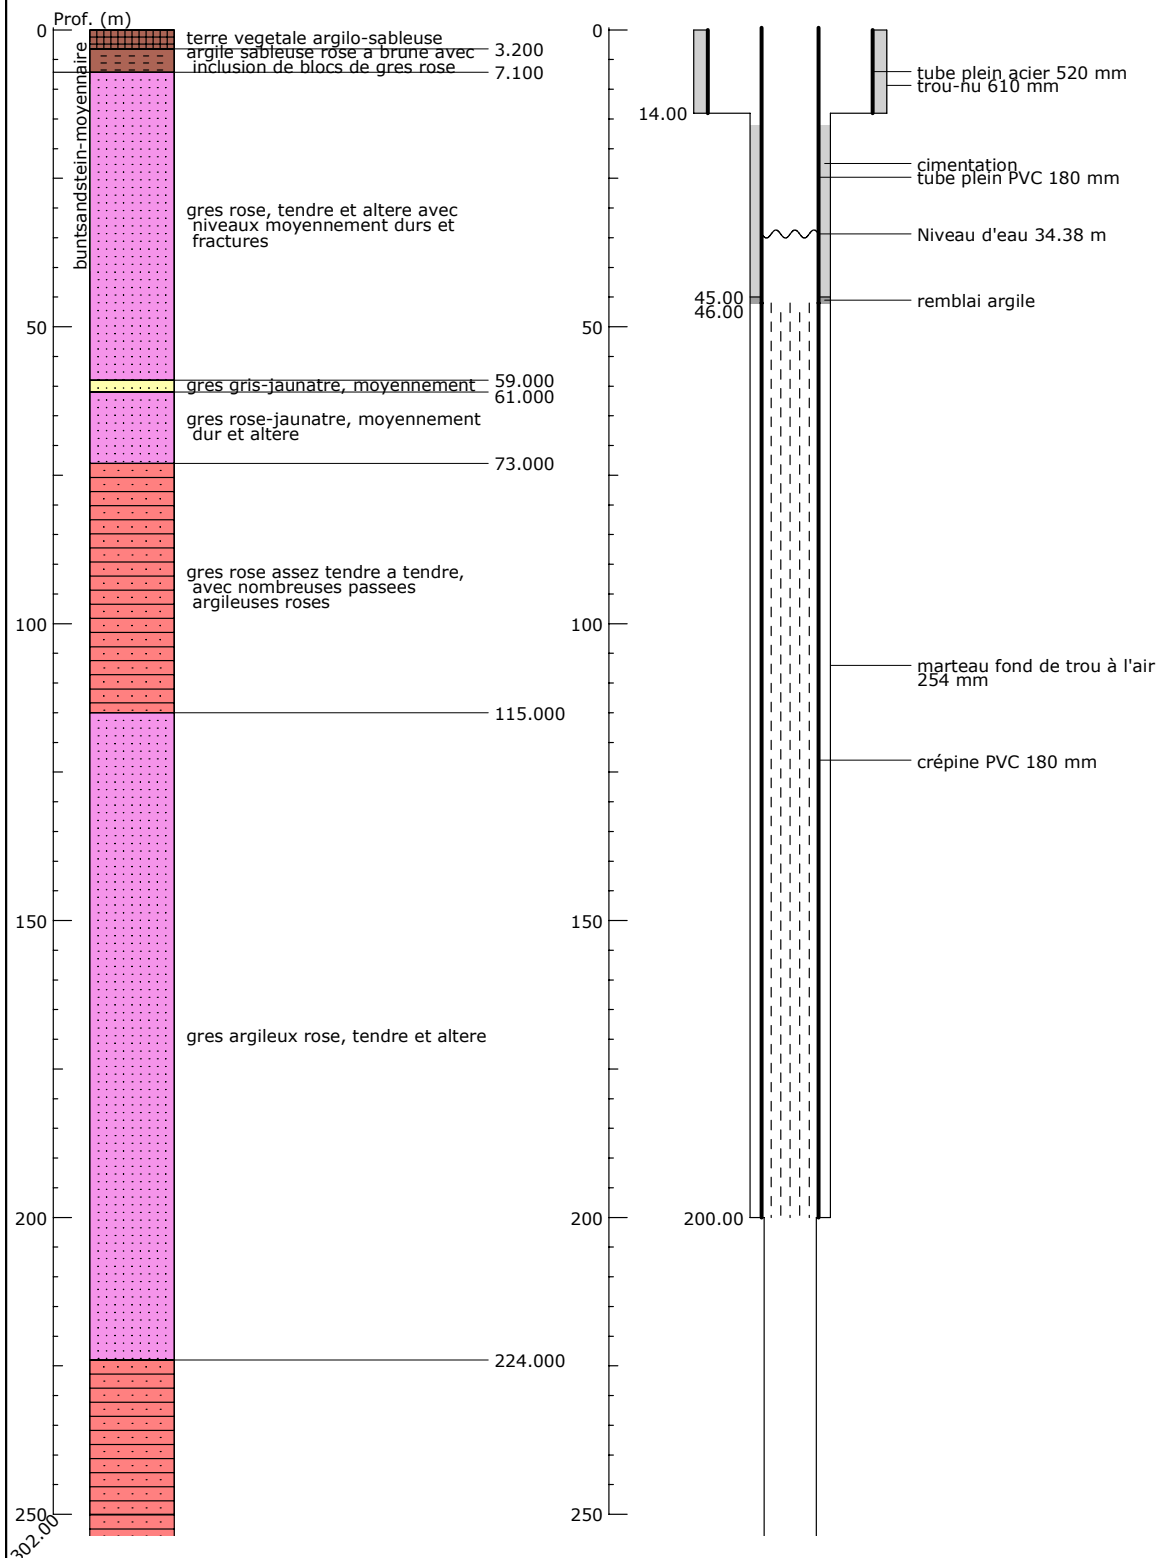 Prof. (m)
0
50
100
150
200
250
302.00
buntsandstein-moyennaire
terre vegetale argilo-sableuse
3.200
argile sableuse rose a brune avec
inclusion de blocs de gres rose
7.100
gres rose, tendre et altere avec
niveaux moyennement durs et
fractures
59.000
gres gris-jaunatre, moyennement
61.000
gres rose-jaunatre, moyennement
dur et altere
73.000
gres rose assez tendre a tendre,
avec nombreuses passees
argileuses roses
115.000
gres argileux rose, tendre et altere
224.000
0
50
100
150
200
250
14.00
45.00
46.00
200.00
tube plein acier 520 mm
trou-nu 610 mm
cimentation
tube plein PVC 180 mm
Niveau d'eau 34.38 m
remblai argile
marteau fond de trou à l'air
254 mm
crépine PVC 180 mm